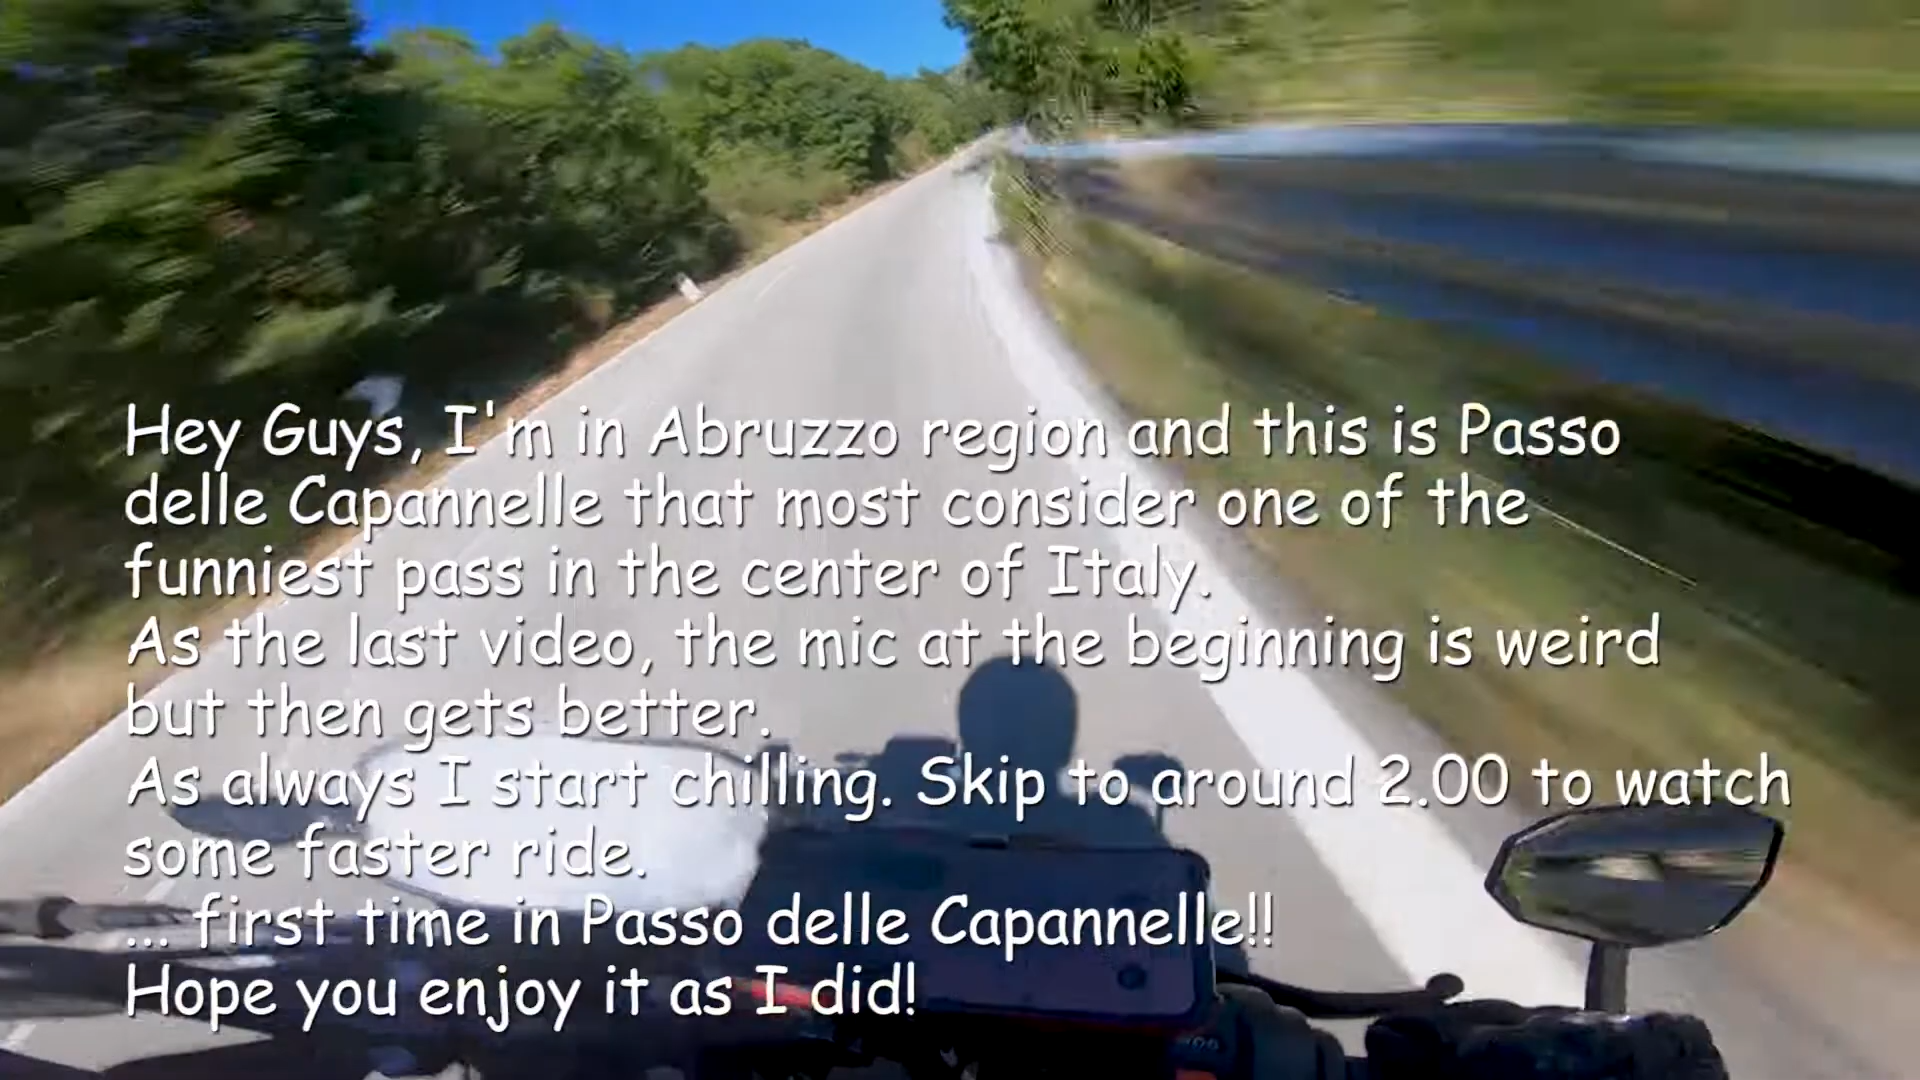 Hey Guys, I'm in Abruzzo region and this is Passo
delle Capannelle that most consider one of the
funniest pass in the center of Italy.
As the last video, the mic at the beginning is weird
but then gets better.
As always I start chilling. Skip to around 2.00 to watch
some faster ride.
... first time in Passo delle Capannelle!!
Hope you enjoy it as I did!